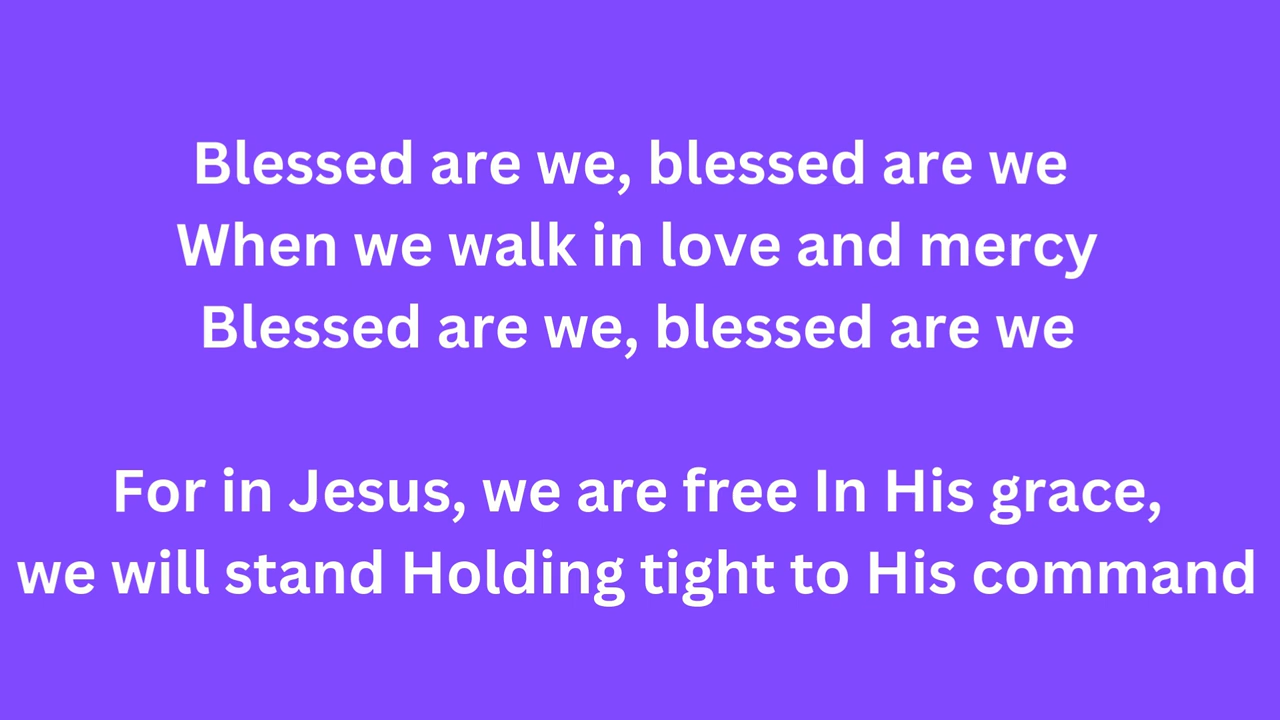 Blessed are we, blessed are we
When we walk in love and mercy
Blessed are we, blessed are we
For in Jesus, we are free In His grace,
we will stand Holding tight to His command